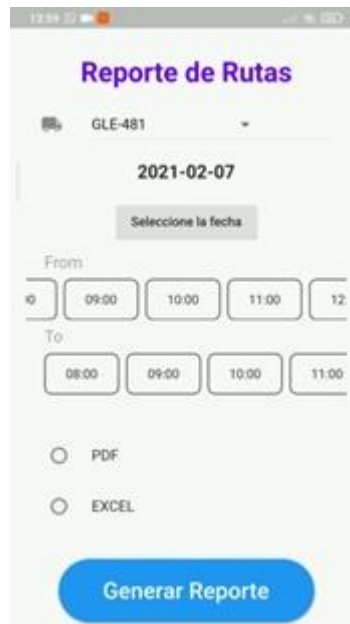 Reporte de Rutas
GLE-481
2021-02-07
Seleccione la fecha
From
09:00 10:00 11:00 12
To
08:00 09:00 10:00 11:00
PDF
EXCEL
Generar Reporte